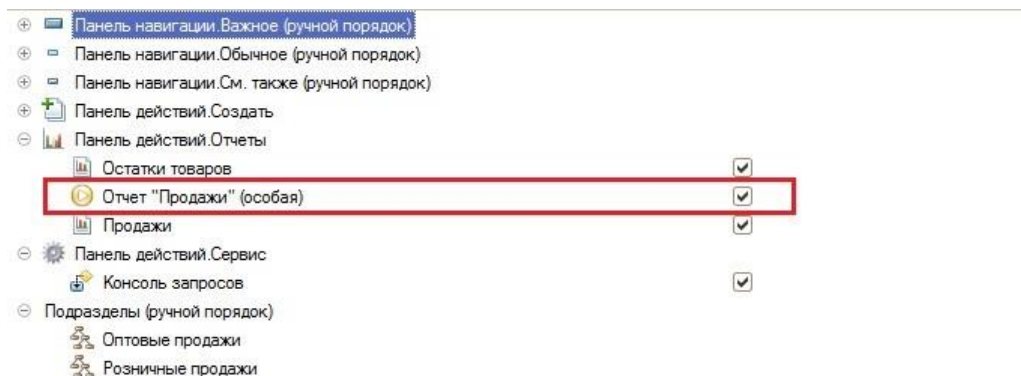 Панель навигации.Важное (ручной порядок)
Панель навигации.Обычное (ручной порядок)
Панель навигации.См. также (ручной порядок)
Панель действий.Создать
Панель действий.Отчеты
Остатки товаров
Отчет "Продажи" (особая)
Продажи
Панель действий.Сервис
Консоль запросов
Подразделы (ручной порядок)
Оптовые продажи
Розничные продажи